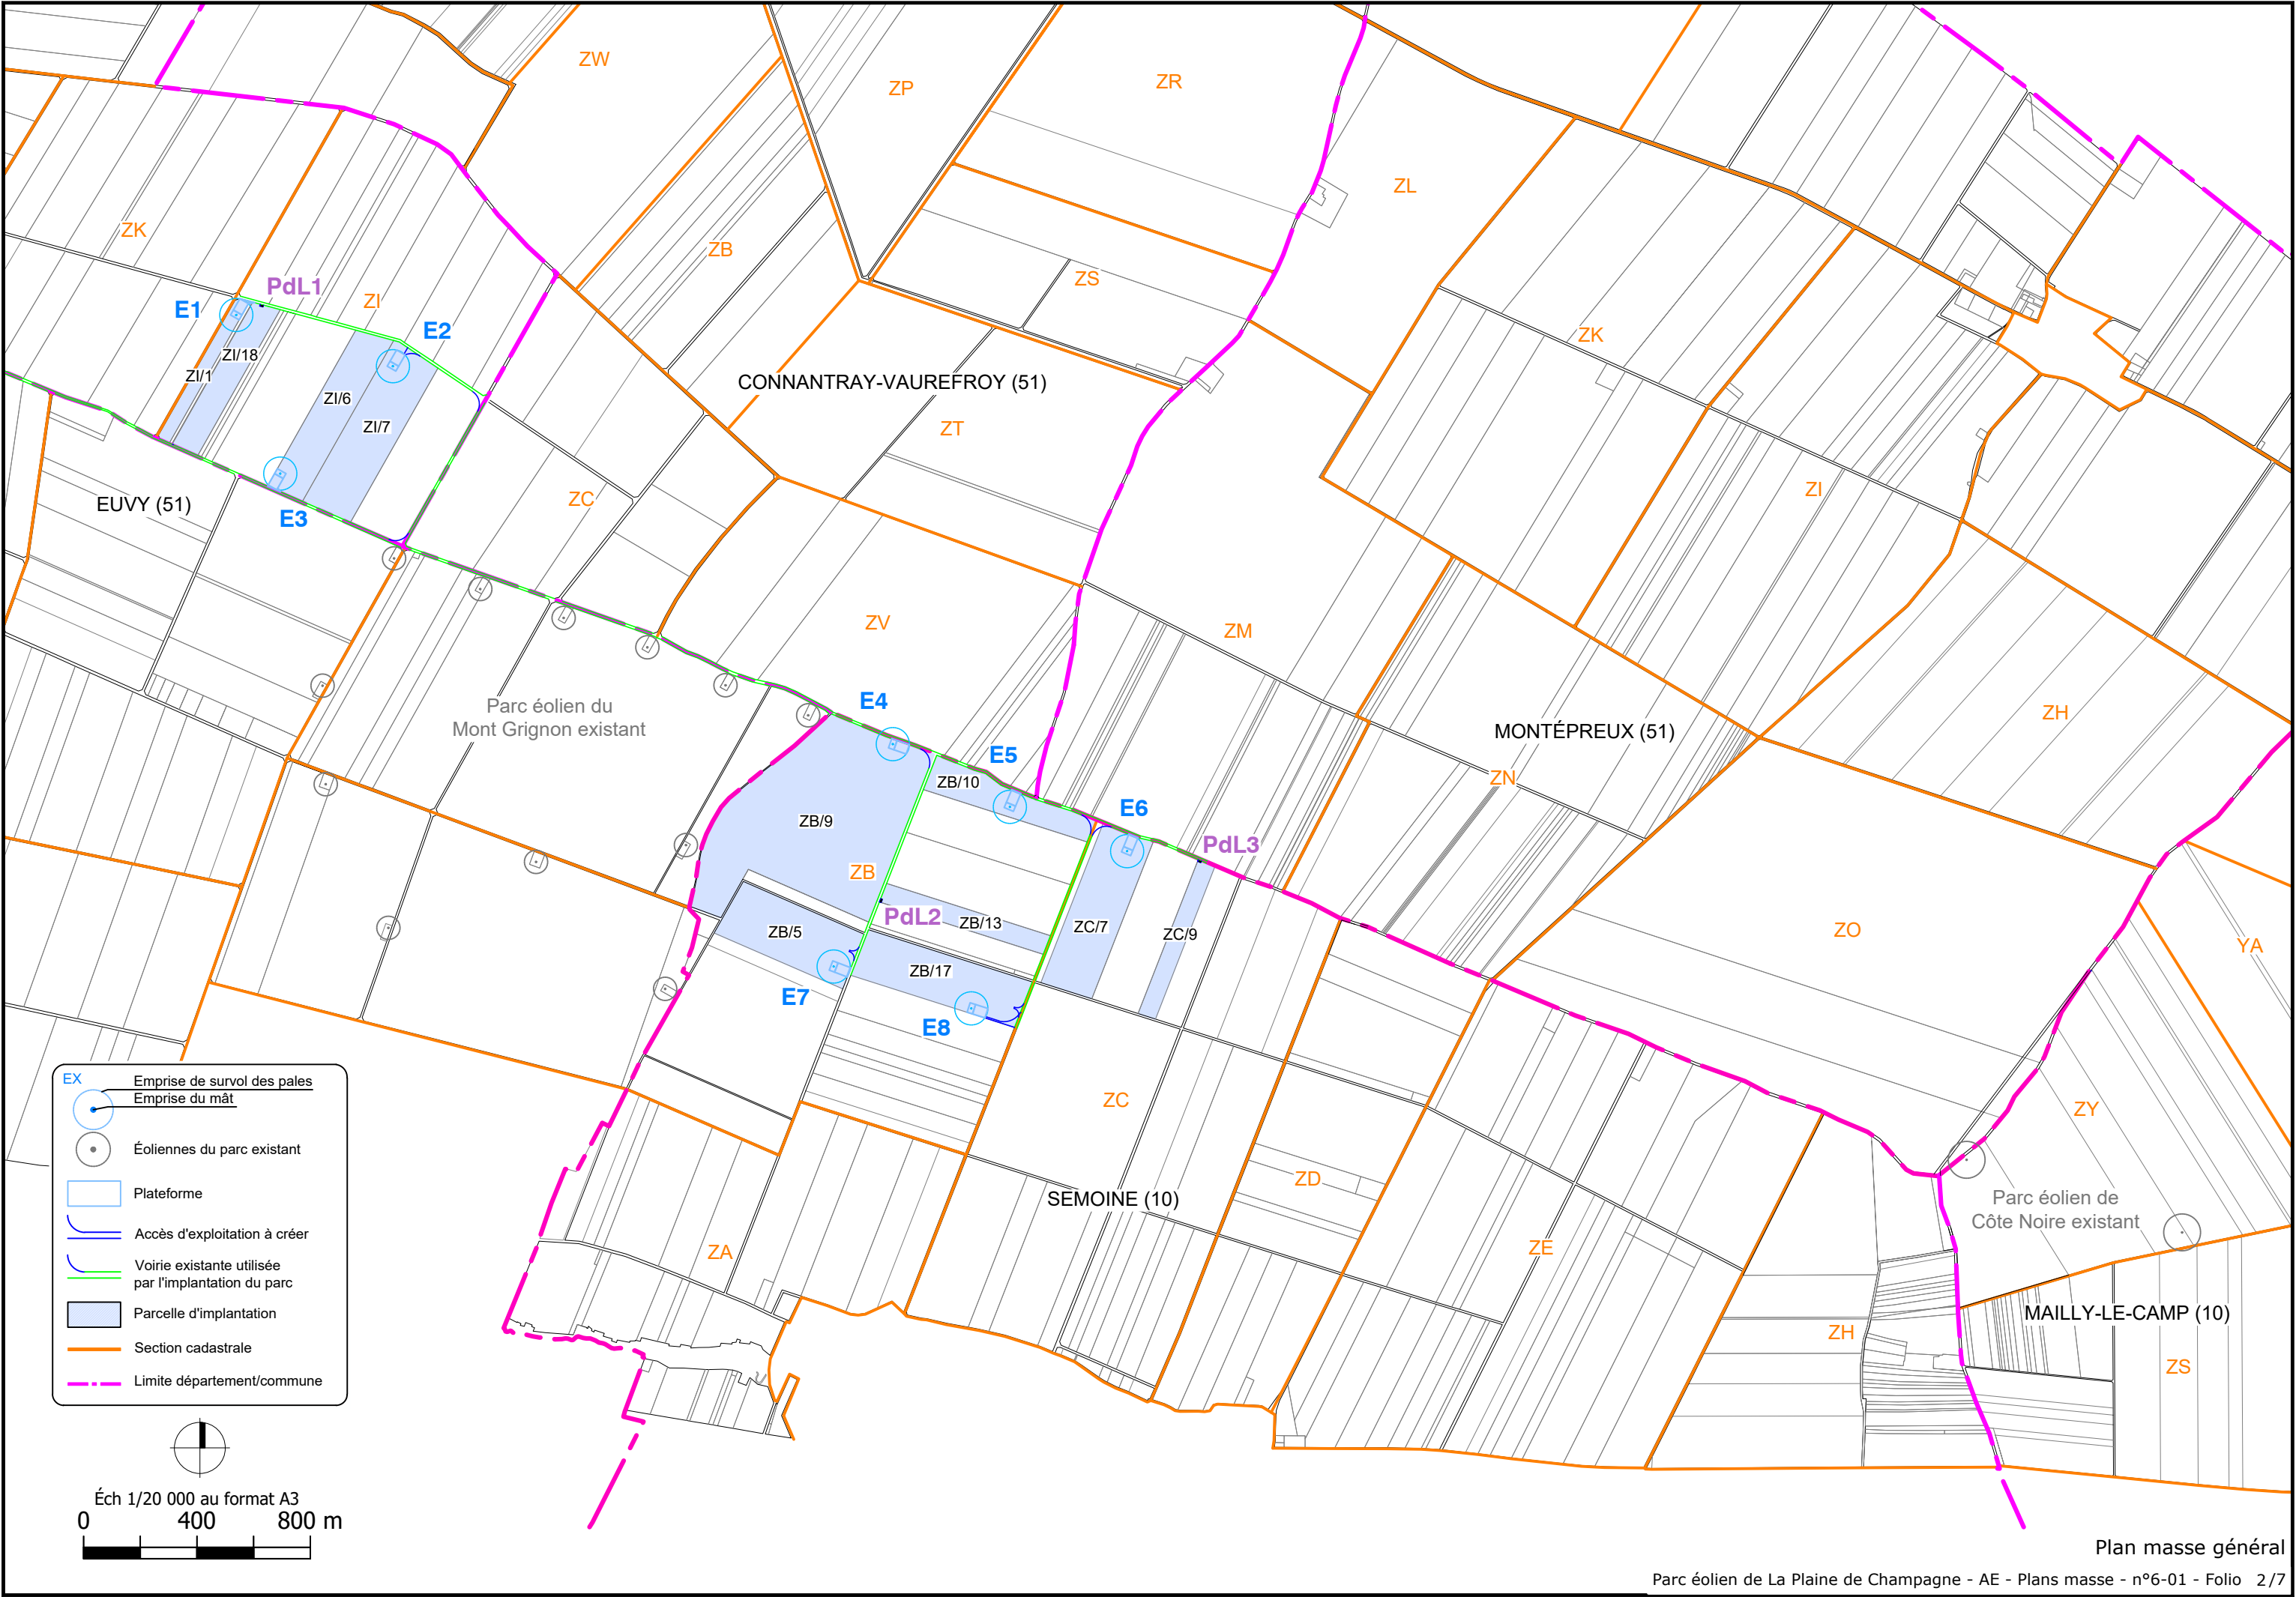 ZW
ZP
ZR
ZL
ZK
ZB
ZS
PdL1
ZI
E1
E2
ZK
ZI/18
ZI/1
CONNANTRAY-VAUREFROY (51)
ZI/6
ZI/7
ZT
ZC
ZI
EUVY (51)
E3
ZV
ZM
Parc éolien du
Mont Grignon existant
E4
MONTÉPREUX (51)
ZH
E5
ZB/10
ZN
E6
ZB/9
PdL3
ZB
PdL2
ZB/13
ZC/7
ZC/9
ZB/5
ZO
YA
ZB/17
E7
E8
ZC
ZY
ZD
SEMOINE (10)
Parc éolien de
Côte Noire existant
ZA
ZE
MAILLY-LE-CAMP (10)
ZH
ZS
EX
Emprise de survol des pales
Emprise du mât
Éoliennes du parc existant
Plateforme
Accès d'exploitation à créer
Voirie existante utilisée
par l'implantation du parc
Parcelle d'implantation
Section cadastrale
Limite département/commune
Éch 1/20 000 au format A3
0 400 800 m
Plan masse général
Parc éolien de La Plaine de Champagne - AE - Plans masse - n°6-01 - Folio 2/7